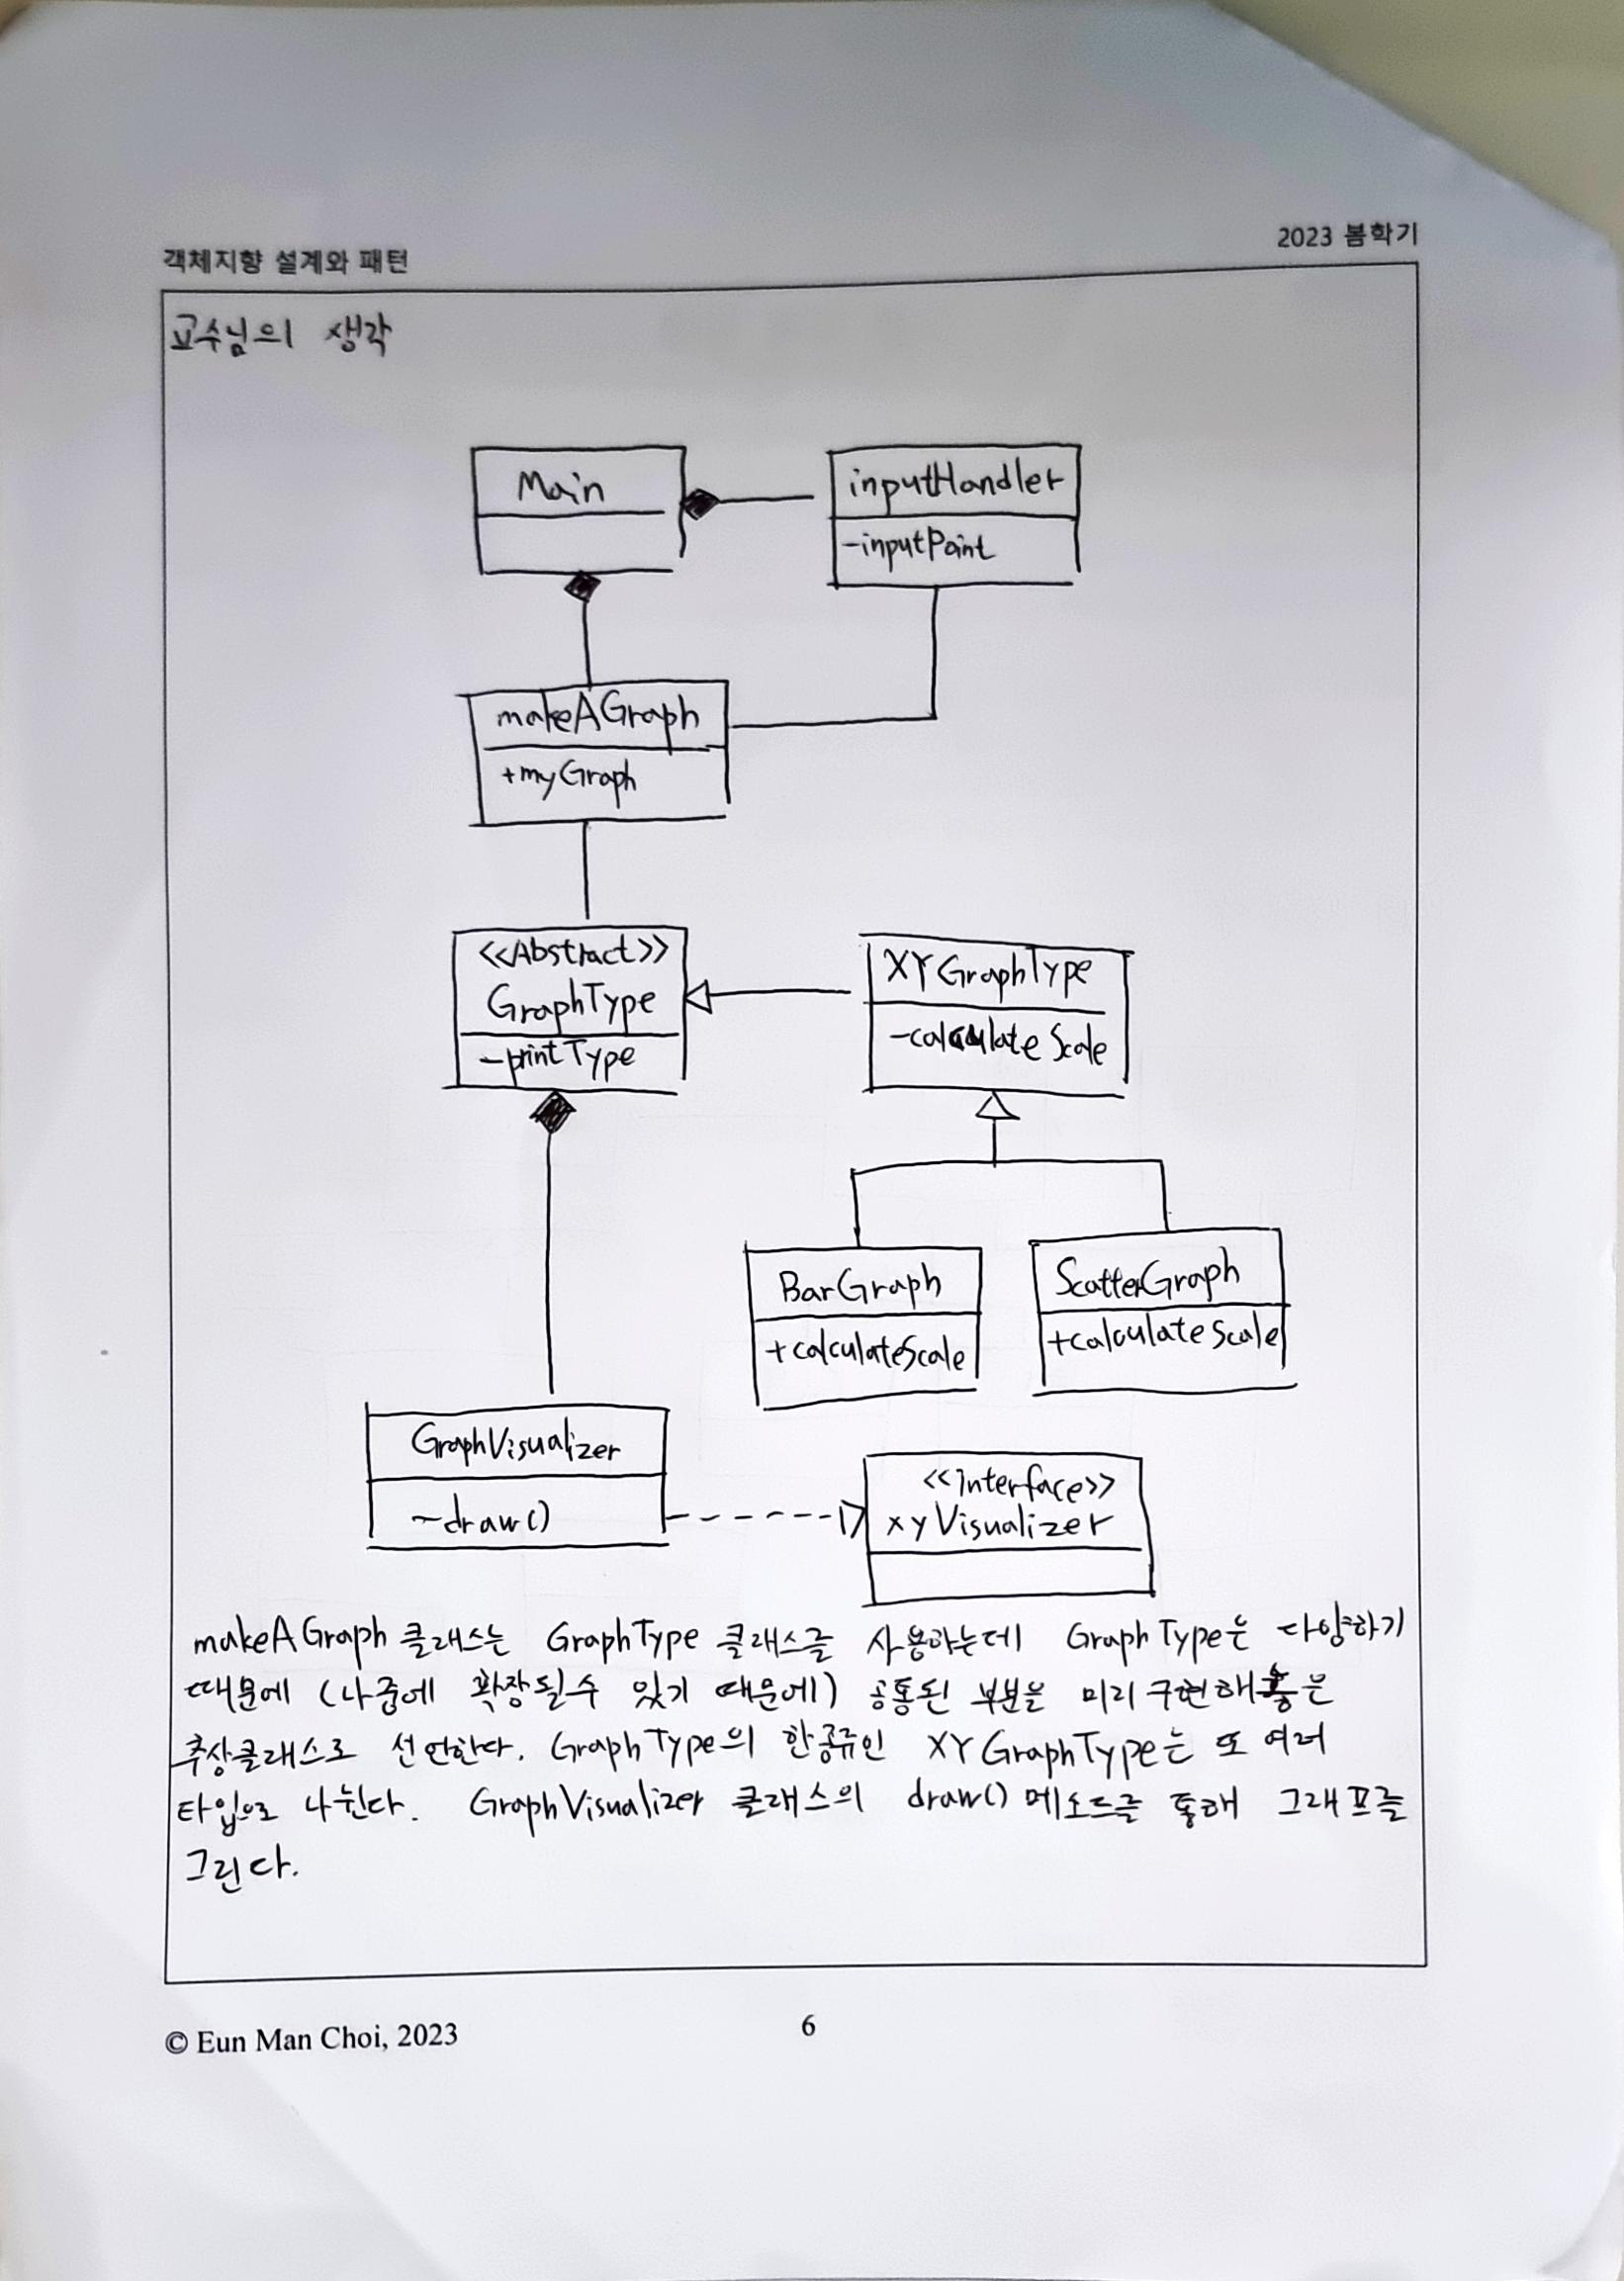 객체지향 설계와 패턴
2023 봄학기
교수님의 생각
Main
inputHandler
-inputPoint
makeAGraph
+myGraph
<<Abstract>>
GraphType
-printType
XYGraphType
-calculateScale
BarGraph
+calculateScale
ScatterGraph
+calculateScale
GraphVisualizer
~draw()
<<interface>>
xyVisualizer
makeAGraph 클래스는 GraphType 클래스를 사용하는데 GraphType은 다양하기
때문에 (나중에 확장될수 있기 때문에) 공통된 부분을 미리 구현해놓은
추상클래스로 선언한다. GraphType의 한종류인 XYGraphType는 또 여러
타입으로 나뉜다. GraphVisualizer 클래스의 draw() 메소드를 통해 그래프를
그린다.
© Eun Man Choi, 2023
6